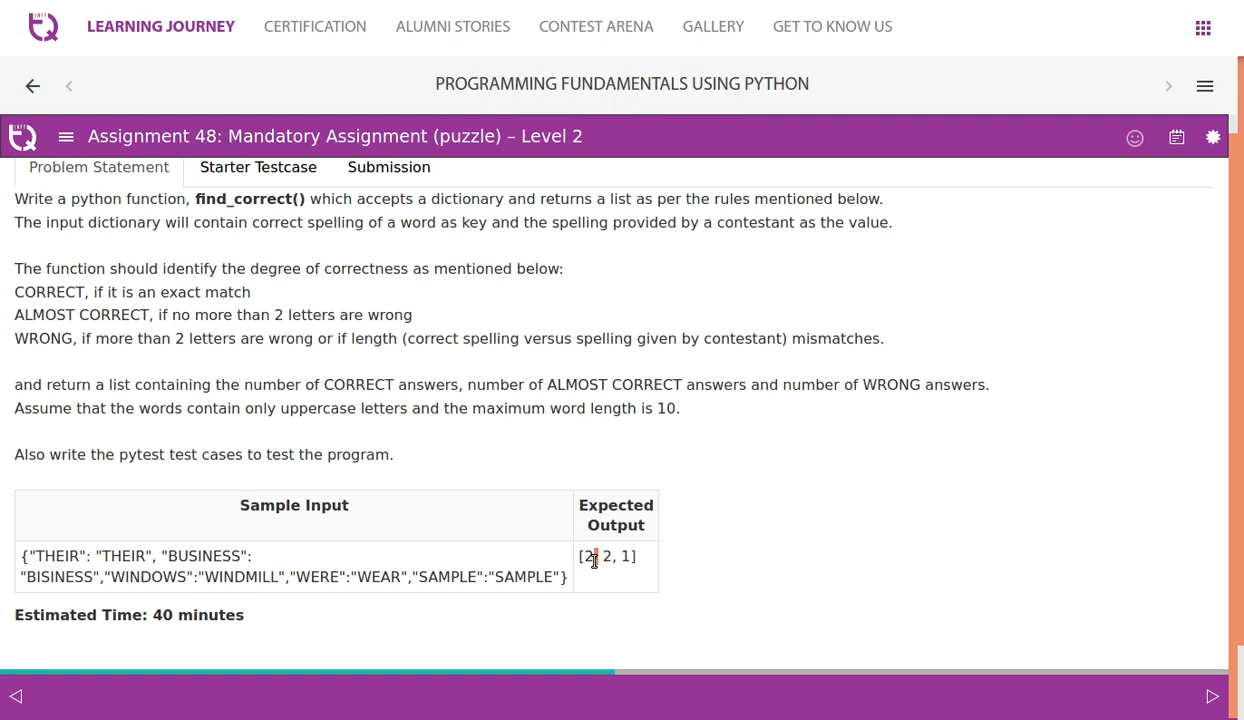 LEARNING JOURNEY CERTIFICATION ALUMNI STORIES CONTEST ARENA GALLERY GET TO KNOW US
PROGRAMMING FUNDAMENTALS USING PYTHON
Assignment 48: Mandatory Assignment (puzzle) – Level 2
Problem Statement Starter Testcase Submission
Write a python function, find_correct() which accepts a dictionary and returns a list as per the rules mentioned below.
The input dictionary will contain correct spelling of a word as key and the spelling provided by a contestant as the value.
The function should identify the degree of correctness as mentioned below:
CORRECT, if it is an exact match
ALMOST CORRECT, if no more than 2 letters are wrong
WRONG, if more than 2 letters are wrong or if length (correct spelling versus spelling given by contestant) mismatches.
and return a list containing the number of CORRECT answers, number of ALMOST CORRECT answers and number of WRONG answers.
Assume that the words contain only uppercase letters and the maximum word length is 10.
Also write the pytest test cases to test the program.
Sample Input
Expected
Output
{"THEIR": "THEIR", "BUSINESS":
"BISINESS","WINDOWS":"WINDMILL","WERE":"WEAR","SAMPLE":"SAMPLE"}
[2, 2, 1]
Estimated Time: 40 minutes